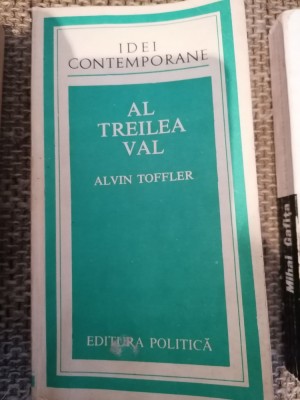 IDEI
CONTEMPORANE
AL
TREILEA
VAL
ALVIN TOFFLER
EDITURA POLITICĂ
Mihai Gafița